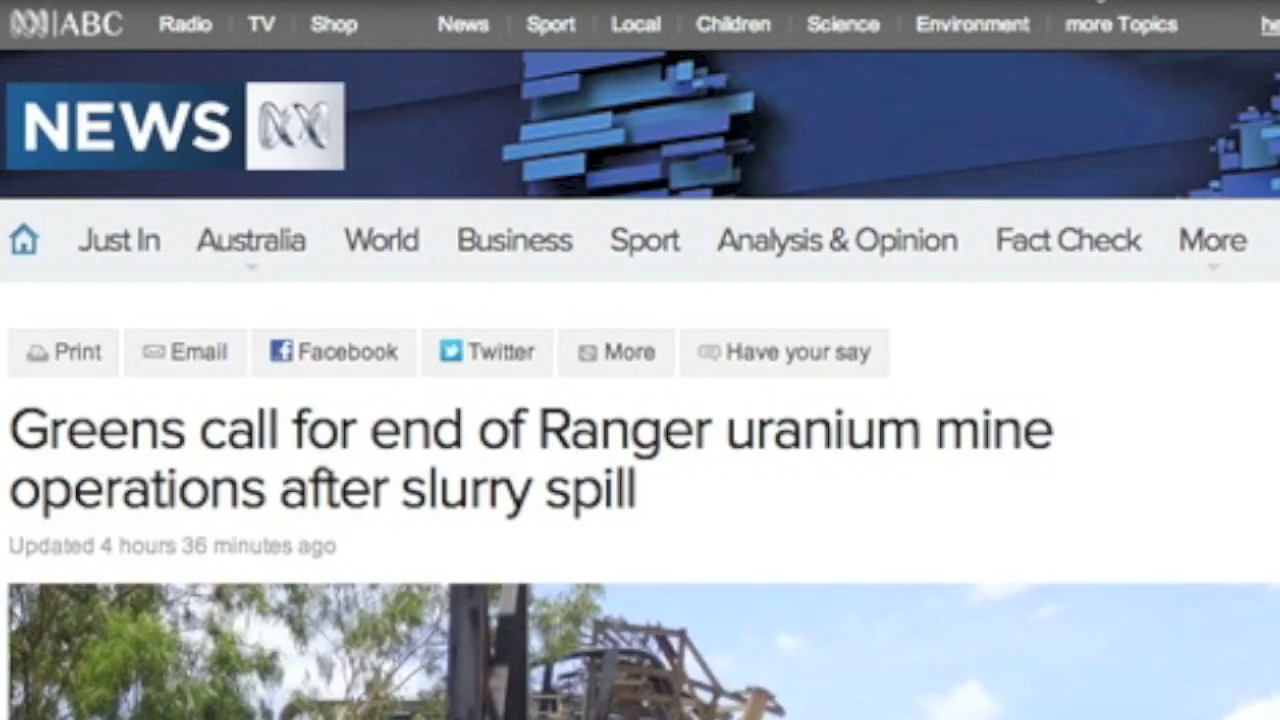 ABC Radio TV Shop News Sport Local Children Science Environment more Topics
NEWS
Just In Australia World Business Sport Analysis & Opinion Fact Check More
Print Email Facebook Twitter More Have your say
Greens call for end of Ranger uranium mine
operations after slurry spill
Updated 4 hours 36 minutes ago